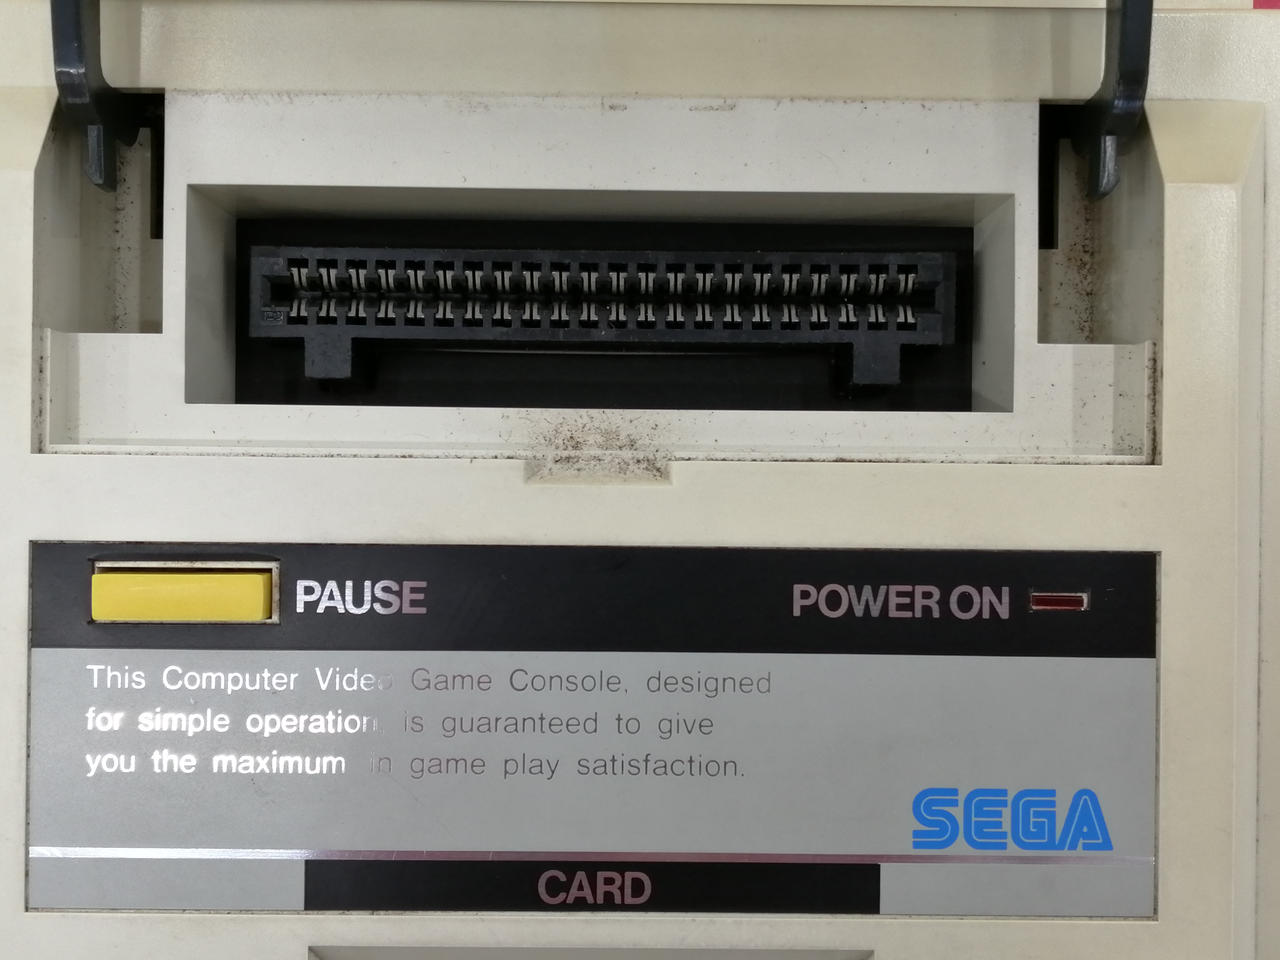 PAUSE
POWER ON
This Computer Video Game Console, designed
for simple operation, is guaranteed to give
you the maximum in game play satisfaction.
SEGA
CARD